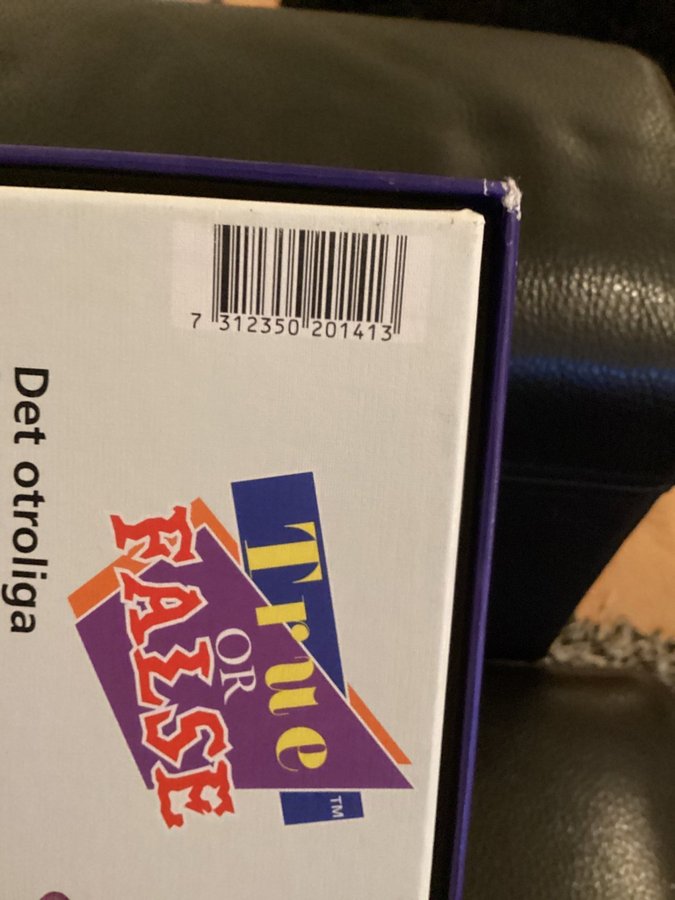 7 312350 201413
True
OR
FALSE
TM
Det otroliga